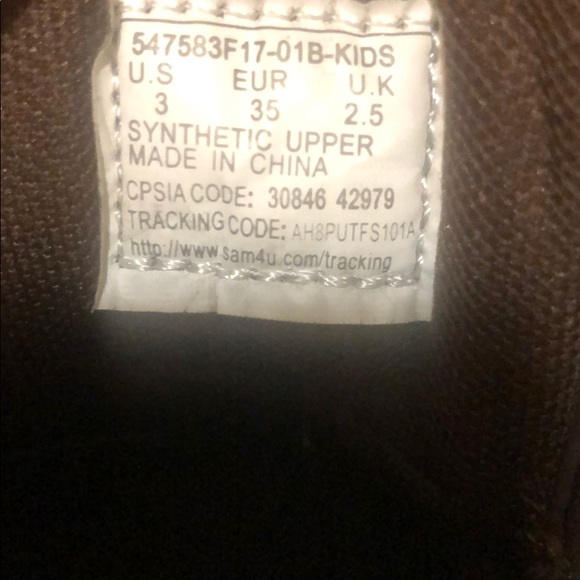 547583F17-01B-KIDS
U.S EUR U.K
3 35 2.5
SYNTHETIC UPPER
MADE IN CHINA
CPSIA CODE: 30846 42979
TRACKING CODE: AH8PUTFS101A
http://www.sam4u.com/tracking